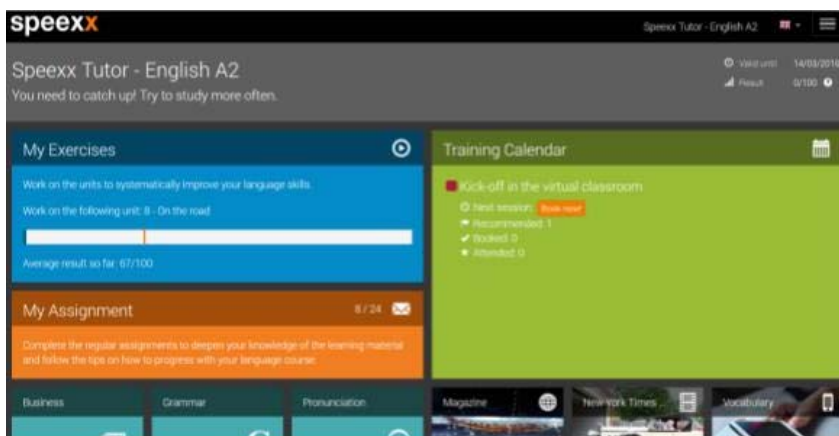 speexx
Speexx Tutor - English A2
Speexx Tutor - English A2
You need to catch up! Try to study more often.
Valid until 14/03/2016
Result 0/100
My Exercises
Work on the units to systematically improve your language skills.
Work on the following unit: 8 - On the road
Average result so far: 67/100
My Assignment 8 / 24
Complete the regular assignments to deepen your knowledge of the learning material
and follow the tips on how to progress with your language course.
Training Calendar
Kick-off in the virtual classroom
Next session: Book now!
Recommended: 1
Booked: 0
Attended: 0
Business
Grammar
Pronunciation
Magazine
New York Times
Vocabulary